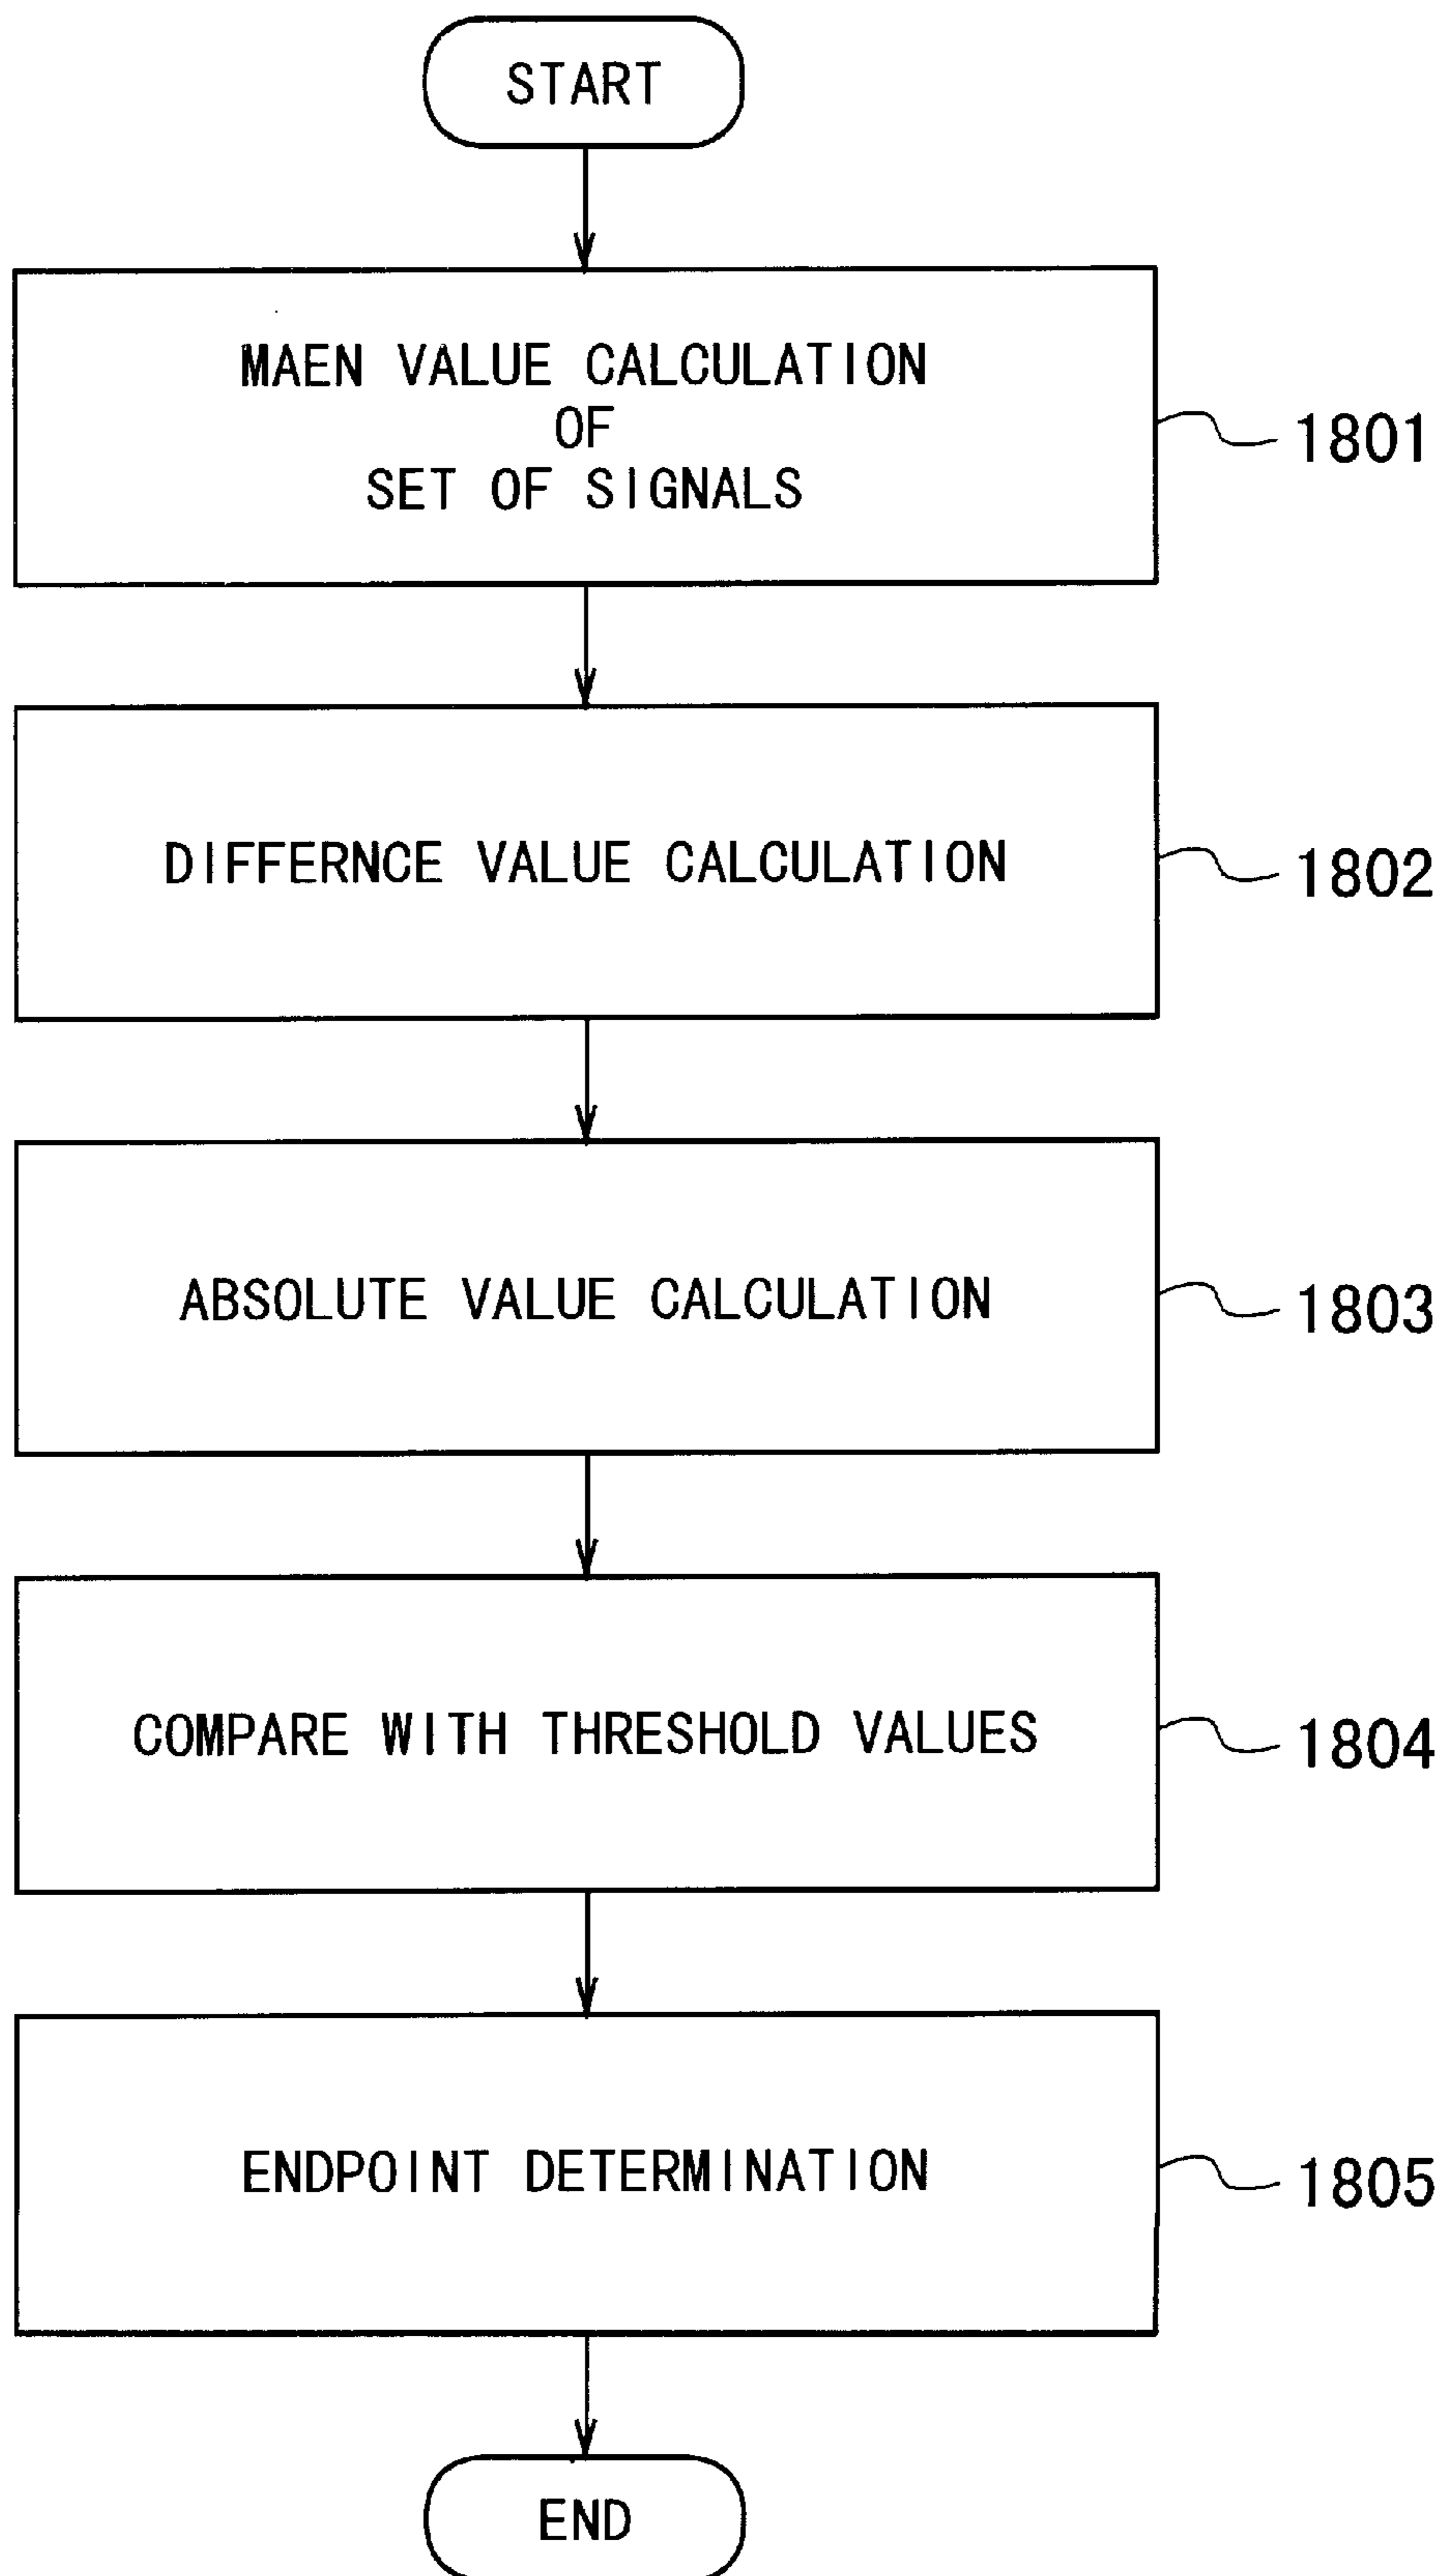 START
MAEN VALUE CALCULATION
OF
SET OF SIGNALS
1801
DIFFERNCE VALUE CALCULATION
1802
ABSOLUTE VALUE CALCULATION
1803
COMPARE WITH THRESHOLD VALUES
1804
ENDPOINT DETERMINATION
1805
END